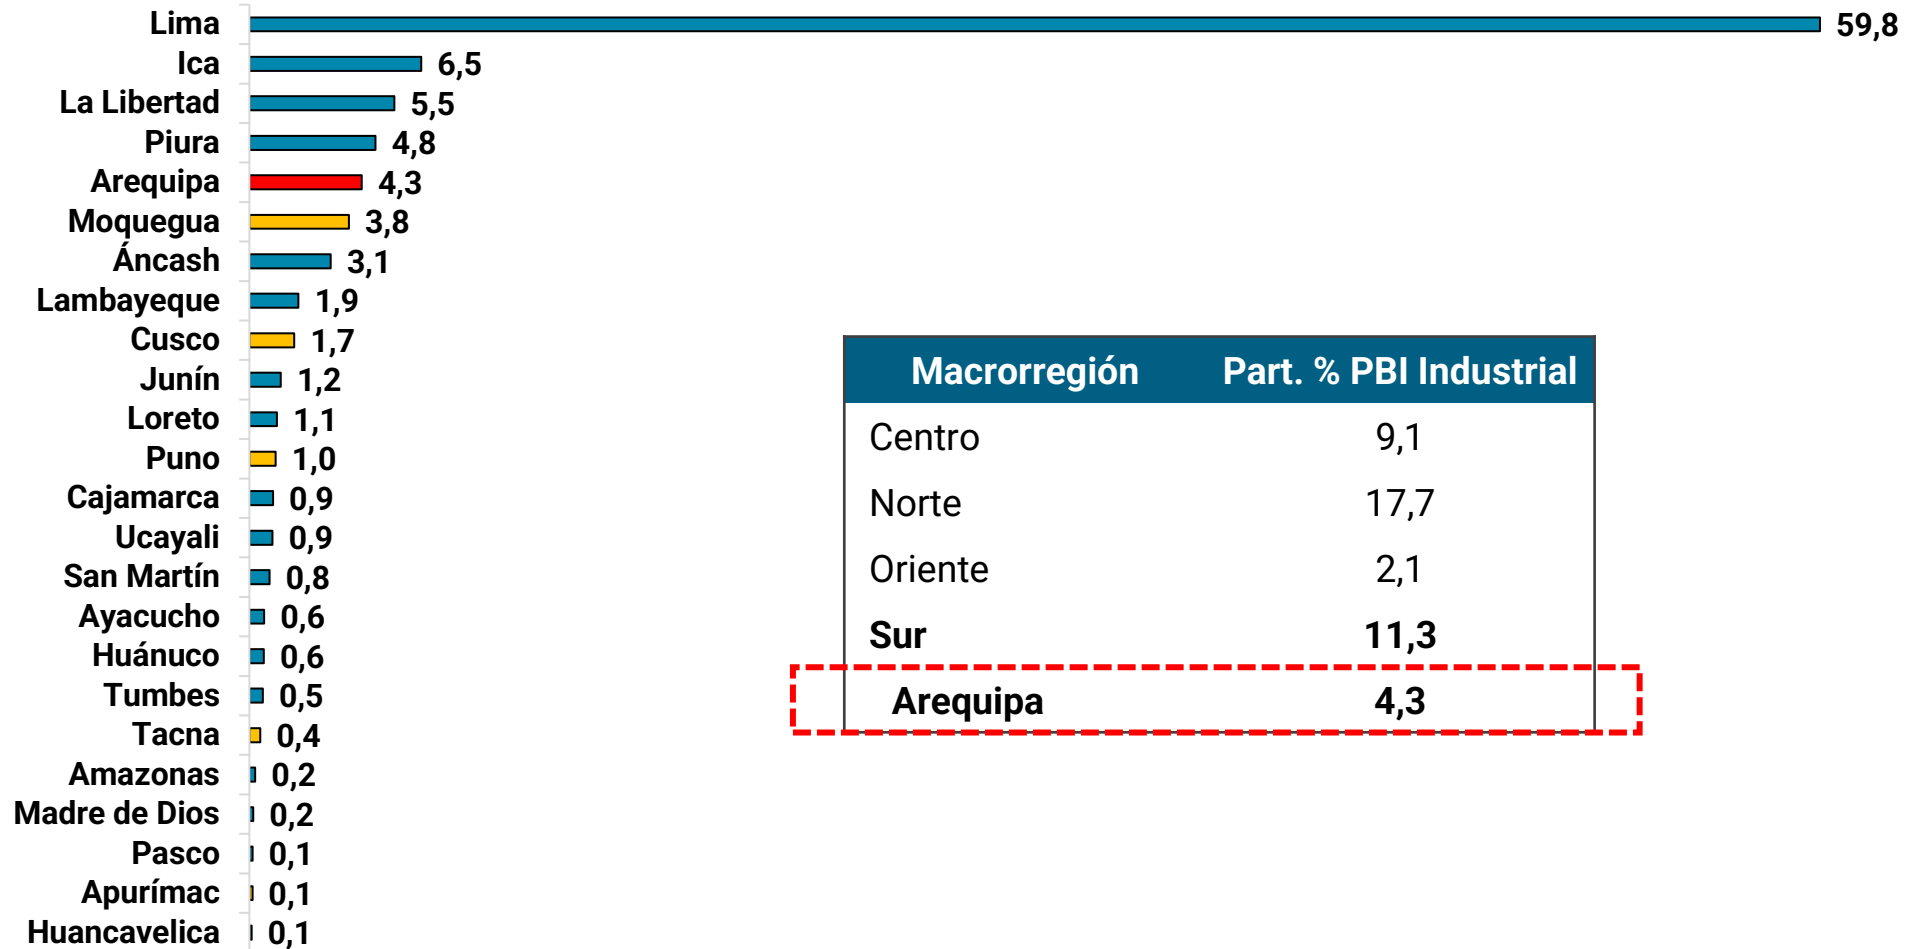 Lima 59,8
Ica 6,5
La Libertad 5,5
Piura 4,8
Arequipa 4,3
Moquegua 3,8
Áncash 3,1
Lambayeque 1,9
Cusco 1,7
Junín 1,2
Loreto 1,1
Puno 1,0
Cajamarca 0,9
Ucayali 0,9
San Martín 0,8
Ayacucho 0,6
Huánuco 0,6
Tumbes 0,5
Tacna 0,4
Amazonas 0,2
Madre de Dios 0,2
Pasco 0,1
Apurímac 0,1
Huancavelica 0,1
Macrorregión Part. % PBI Industrial
Centro 9,1
Norte 17,7
Oriente 2,1
Sur 11,3
Arequipa 4,3